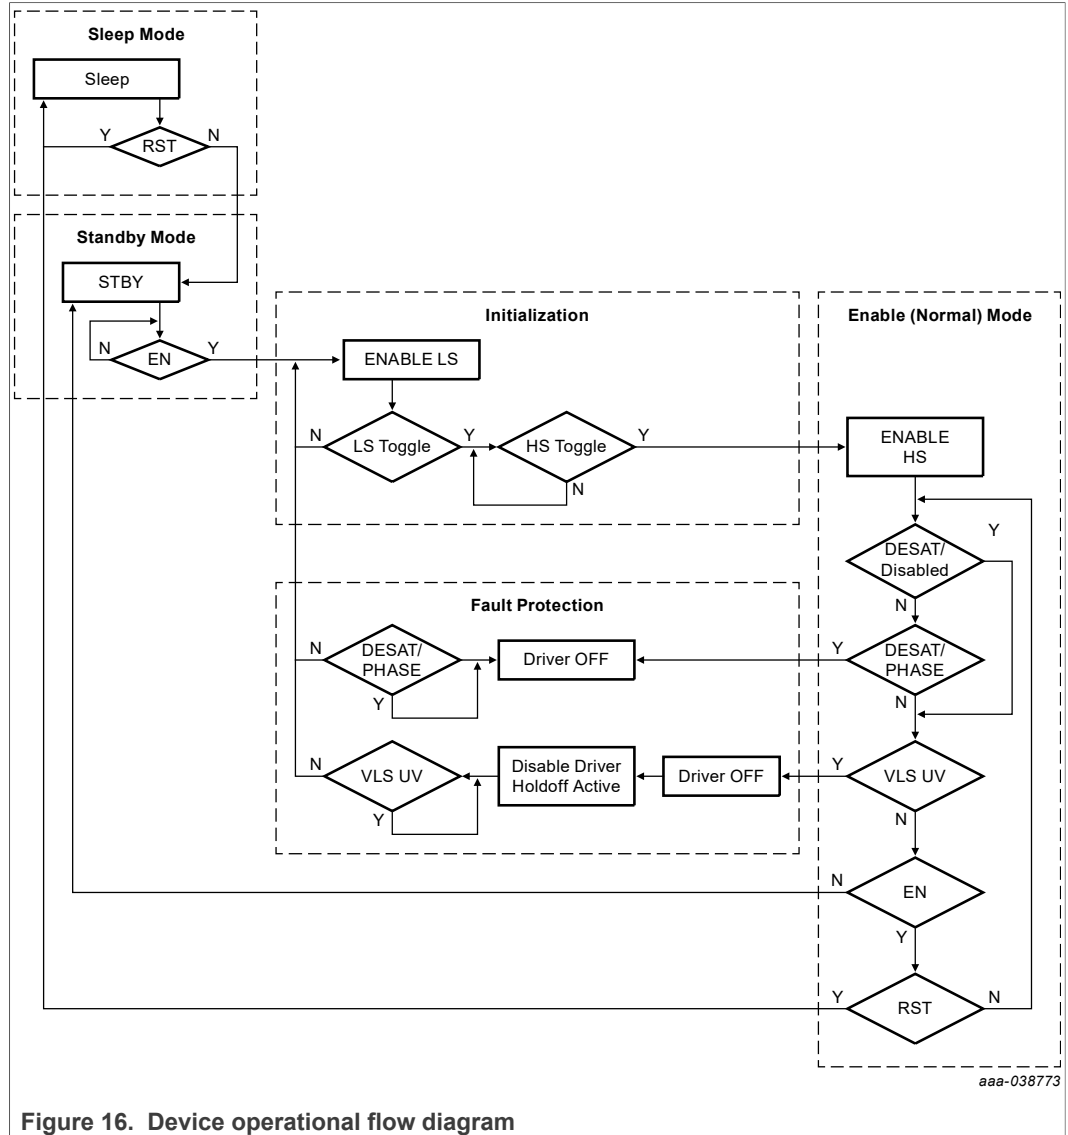 Sleep Mode
Sleep
Y
RST
N
Standby Mode
STBY
N
EN
Y
Initialization
ENABLE LS
N
LS Toggle
Y
HS Toggle
Y
N
Enable (Normal) Mode
ENABLE
HS
DESAT/
Disabled
Y
N
DESAT/
PHASE
Y
N
VLS UV
Y
N
EN
N
Y
RST
Y
N
Fault Protection
N
DESAT/
PHASE
Y
Driver OFF
N
VLS UV
Y
Disable Driver
Holdoff Active
Driver OFF
aaa-038773
Figure 16. Device operational flow diagram